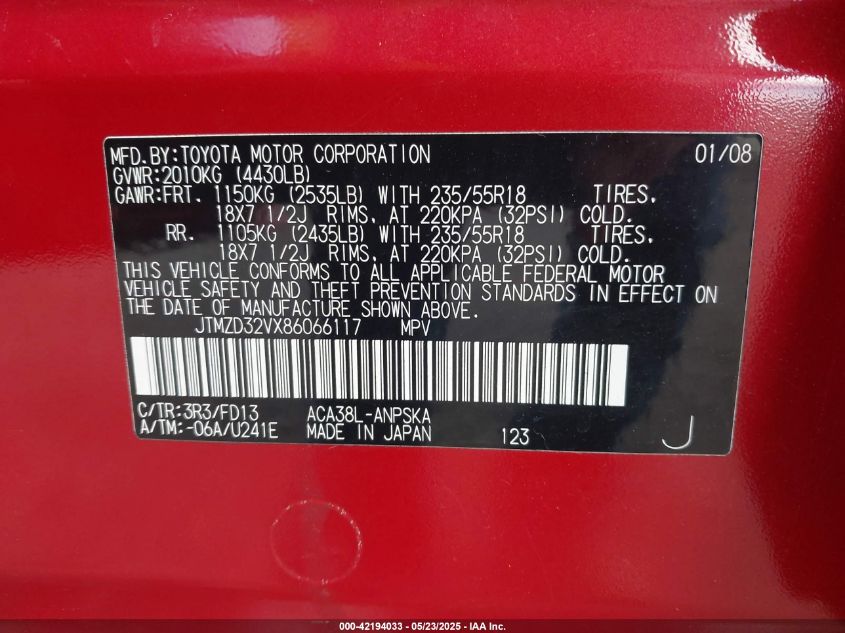 MFD.BY:TOYOTA MOTOR CORPORATION 01/08
GVWR:2010KG (4430LB)
GAWR:FRT. 1150KG (2535LB) WITH 235/55R18 TIRES,
18X7 1/2J RIMS, AT 220KPA (32PSI) COLD.
RR. 1105KG (2435LB) WITH 235/55R18 TIRES,
18X7 1/2J RIMS, AT 220KPA (32PSI) COLD.
THIS VEHICLE CONFORMS TO ALL APPLICABLE FEDERAL MOTOR
VEHICLE SAFETY AND THEFT PREVENTION STANDARDS IN EFFECT ON
THE DATE OF MANUFACTURE SHOWN ABOVE.
JTMZD32VX86066117 MPV
C/TR:3R3/FD13 ACA38L-ANPSKA
A/TM:-06A/U241E MADE IN JAPAN 123 J
000-42194033 - 05/23/2025 - IAA Inc.